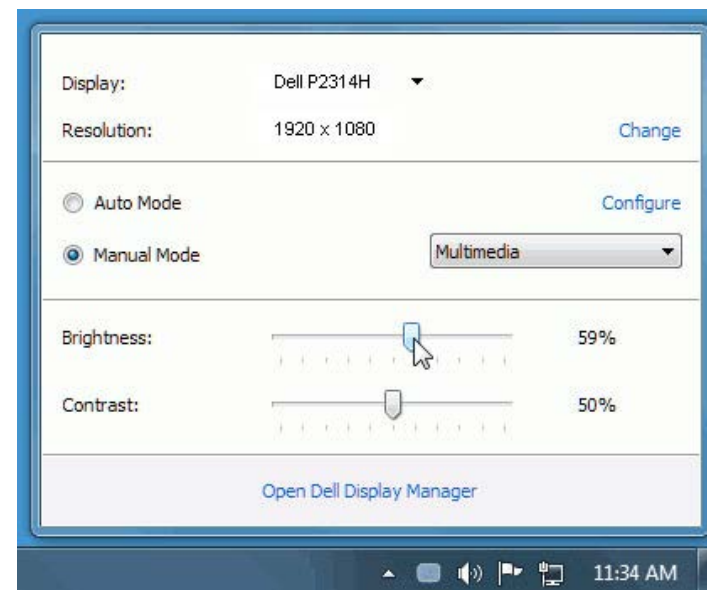 Display: Dell P2314H
Resolution: 1920 x 1080 Change
Auto Mode Configure
Manual Mode Multimedia
Brightness: 59%
Contrast: 50%
Open Dell Display Manager
11:34 AM